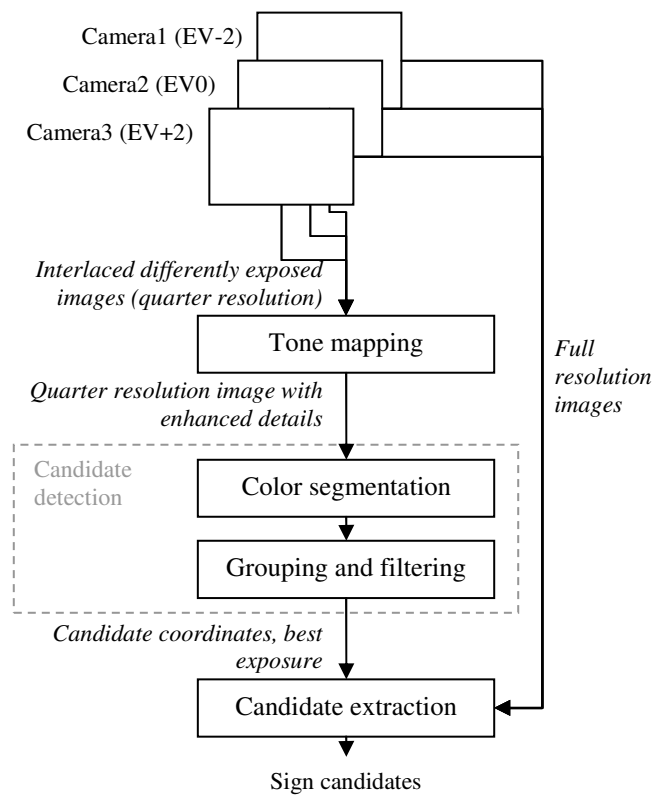 Camera1 (EV-2)
Camera2 (EV0)
Camera3 (EV+2)
Interlaced differently exposed
images (quarter resolution)
Tone mapping
Full
resolution
images
Quarter resolution image with
enhanced details
Candidate
detection
Color segmentation
Grouping and filtering
Candidate coordinates, best
exposure
Candidate extraction
Sign candidates